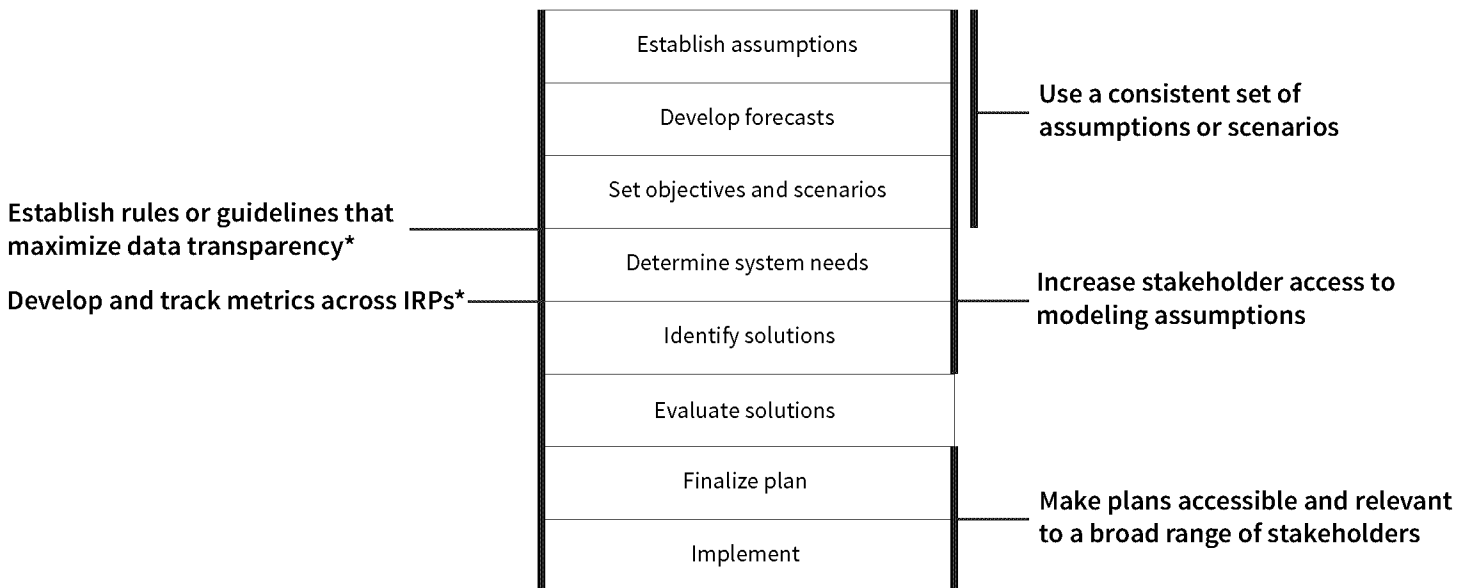 Establish assumptions
Develop forecasts
Set objectives and scenarios
Determine system needs
Identify solutions
Evaluate solutions
Finalize plan
Implement
Establish rules or guidelines that
maximize data transparency*
Develop and track metrics across IRPs*
Use a consistent set of
assumptions or scenarios
Increase stakeholder access to
modeling assumptions
Make plans accessible and relevant
to a broad range of stakeholders